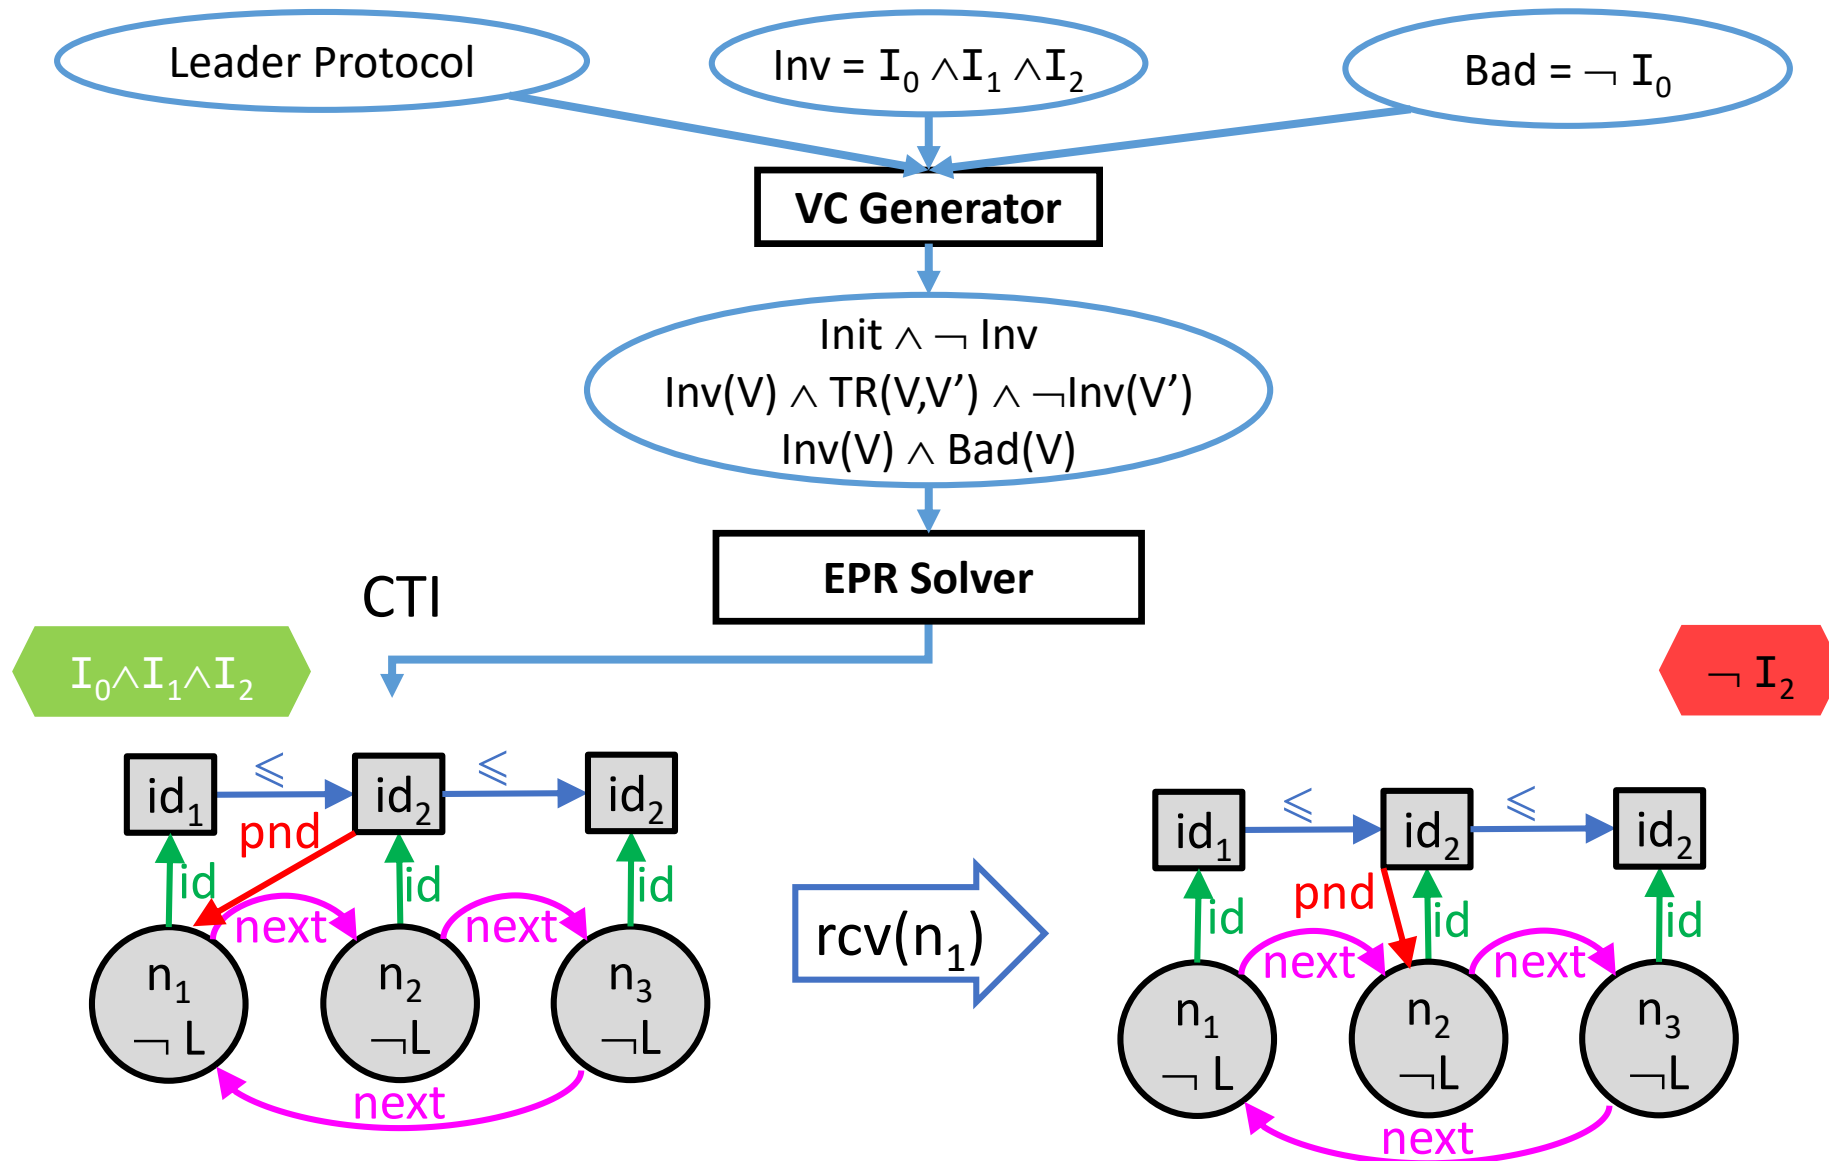 Leader Protocol
Inv = I₀ ∧I₁ ∧I₂
Bad = ¬ I₀
VC Generator
Init ∧ ¬ Inv
Inv(V) ∧ TR(V,V’) ∧ ¬Inv(V’)
Inv(V) ∧ Bad(V)
EPR Solver
CTI
I₀∧I₁∧I₂
¬ I₂
id₁
⩽
id₂
⩽
id₂
pnd
id
id
id
next
next
n₁
¬ L
n₂
¬L
n₃
¬L
next
rcv(n₁)
id₁
⩽
id₂
⩽
id₂
pnd
id
id
id
next
next
n₁
¬ L
n₂
¬L
n₃
¬L
next